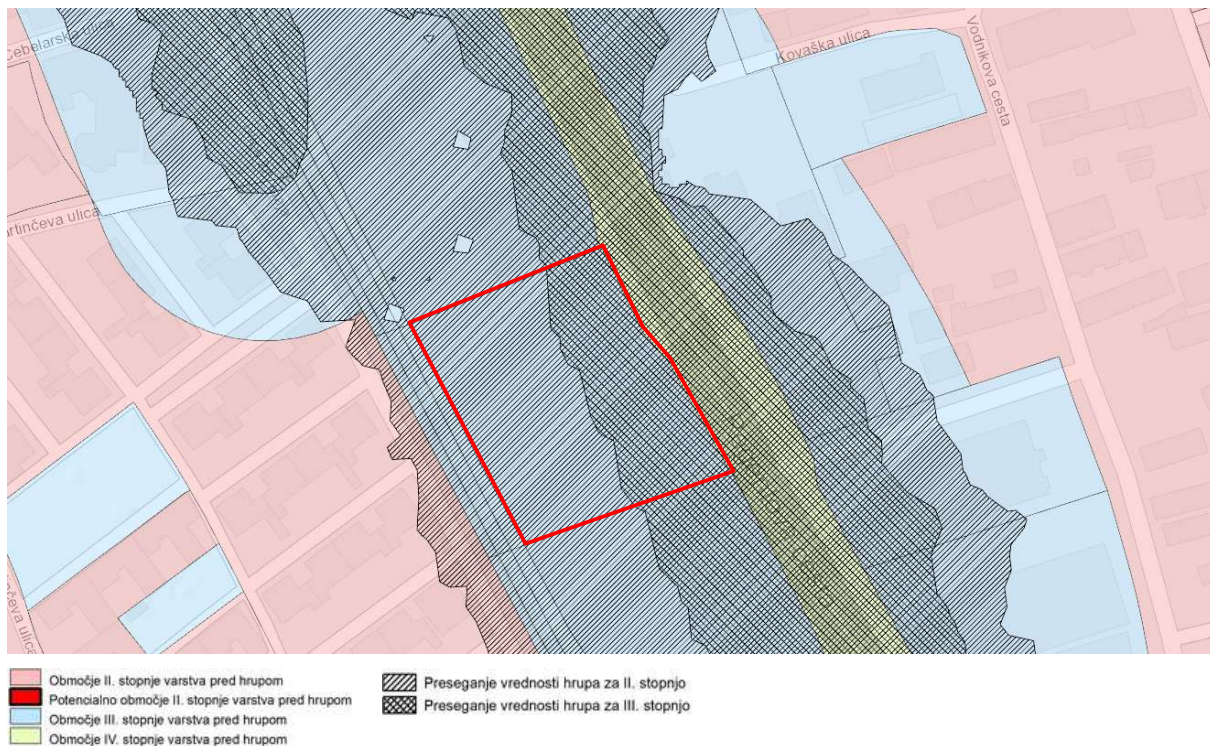 Čebelarska ulica
Kovaška ulica
Vodnikova cesta
Območje II. stopnje varstva pred hrupom
Potencialno območje II. stopnje varstva pred hrupom
Območje III. stopnje varstva pred hrupom
Območje IV. stopnje varstva pred hrupom
Preseganje vrednosti hrupa za II. stopnjo
Preseganje vrednosti hrupa za III. stopnjo